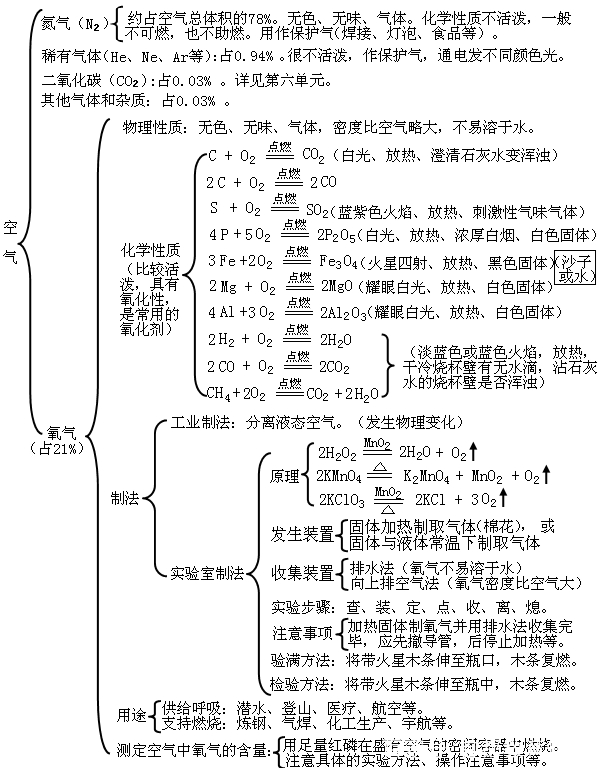 空气
氮气(N₂)
约占空气总体积的78%。无色、无味、气体。化学性质不活泼，一般
不可燃，也不助燃。用作保护气(焊接、灯泡、食品等)。
稀有气体(He、Ne、Ar等):占0.94%。很不活泼，作保护气，通电发不同颜色光。
二氧化碳(CO₂):占0.03%。详见第六单元。
其他气体和杂质：占0.03%。
氧气
(占21%)
物理性质：无色、无味、气体，密度比空气略大，不易溶于水。
化学性质
(比较活
泼，具有
氧化性，
是常用的
氧化剂)
C + O₂ 点燃 CO₂(白光、放热、澄清石灰水变浑浊)
2C + O₂ 点燃 2CO
S + O₂ 点燃 SO₂(蓝紫色火焰、放热、刺激性气味气体)
4P+5O₂ 点燃 2P₂O₅(白光、放热、浓厚白烟、白色固体)
3Fe+2O₂ 点燃 Fe₃O₄(火星四射、放热、黑色固体)(沙子
或水)
2Mg + O₂ 点燃 2MgO(耀眼白光、放热、白色固体)
4Al+3O₂ 点燃 2Al₂O₃(耀眼白光、放热、白色固体)
2H₂ + O₂ 点燃 2H₂O
2CO + O₂ 点燃 2CO₂
CH₄+2O₂ 点燃 CO₂+2H₂O
(淡蓝色或蓝色火焰，放热，
干冷烧杯壁有无水滴，沾石灰
水的烧杯壁是否浑浊)
制法
工业制法：分离液态空气。(发生物理变化)
实验室制法
原理
2H₂O₂ MnO₂ 2H₂O + O₂↑
2KMnO₄ △ K₂MnO₄ + MnO₂ + O₂↑
2KClO₃ MnO₂ △ 2KCl + 3O₂↑
发生装置
固体加热制取气体(棉花)，或
固体与液体常温下制取气体
收集装置
排水法(氧气不易溶于水)
向上排空气法(氧气密度比空气大)
实验步骤：查、装、定、点、收、离、熄。
注意事项
加热固体制氧气并用排水法收集完
毕，应先撤导管，后停止加热等。
验满方法：将带火星木条伸至瓶口，木条复燃。
检验方法：将带火星木条伸至瓶中，木条复燃。
用途
供给呼吸：潜水、登山、医疗、航空等。
支持燃烧：炼钢、气焊、化工生产、宇航等。
测定空气中氧气的含量：
用足量红磷在盛有空气的密闭容器中燃烧。
注意具体的实验方法、操作注意事项等。